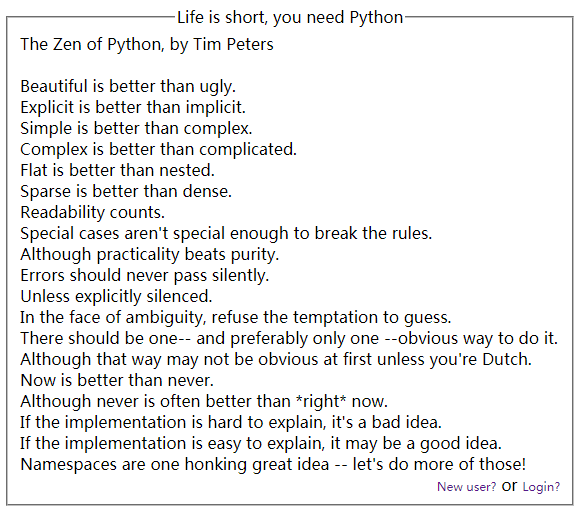 Life is short, you need Python
The Zen of Python, by Tim Peters
Beautiful is better than ugly.
Explicit is better than implicit.
Simple is better than complex.
Complex is better than complicated.
Flat is better than nested.
Sparse is better than dense.
Readability counts.
Special cases aren't special enough to break the rules.
Although practicality beats purity.
Errors should never pass silently.
Unless explicitly silenced.
In the face of ambiguity, refuse the temptation to guess.
There should be one-- and preferably only one --obvious way to do it.
Although that way may not be obvious at first unless you're Dutch.
Now is better than never.
Although never is often better than *right* now.
If the implementation is hard to explain, it's a bad idea.
If the implementation is easy to explain, it may be a good idea.
Namespaces are one honking great idea -- let's do more of those!
New user? or Login?